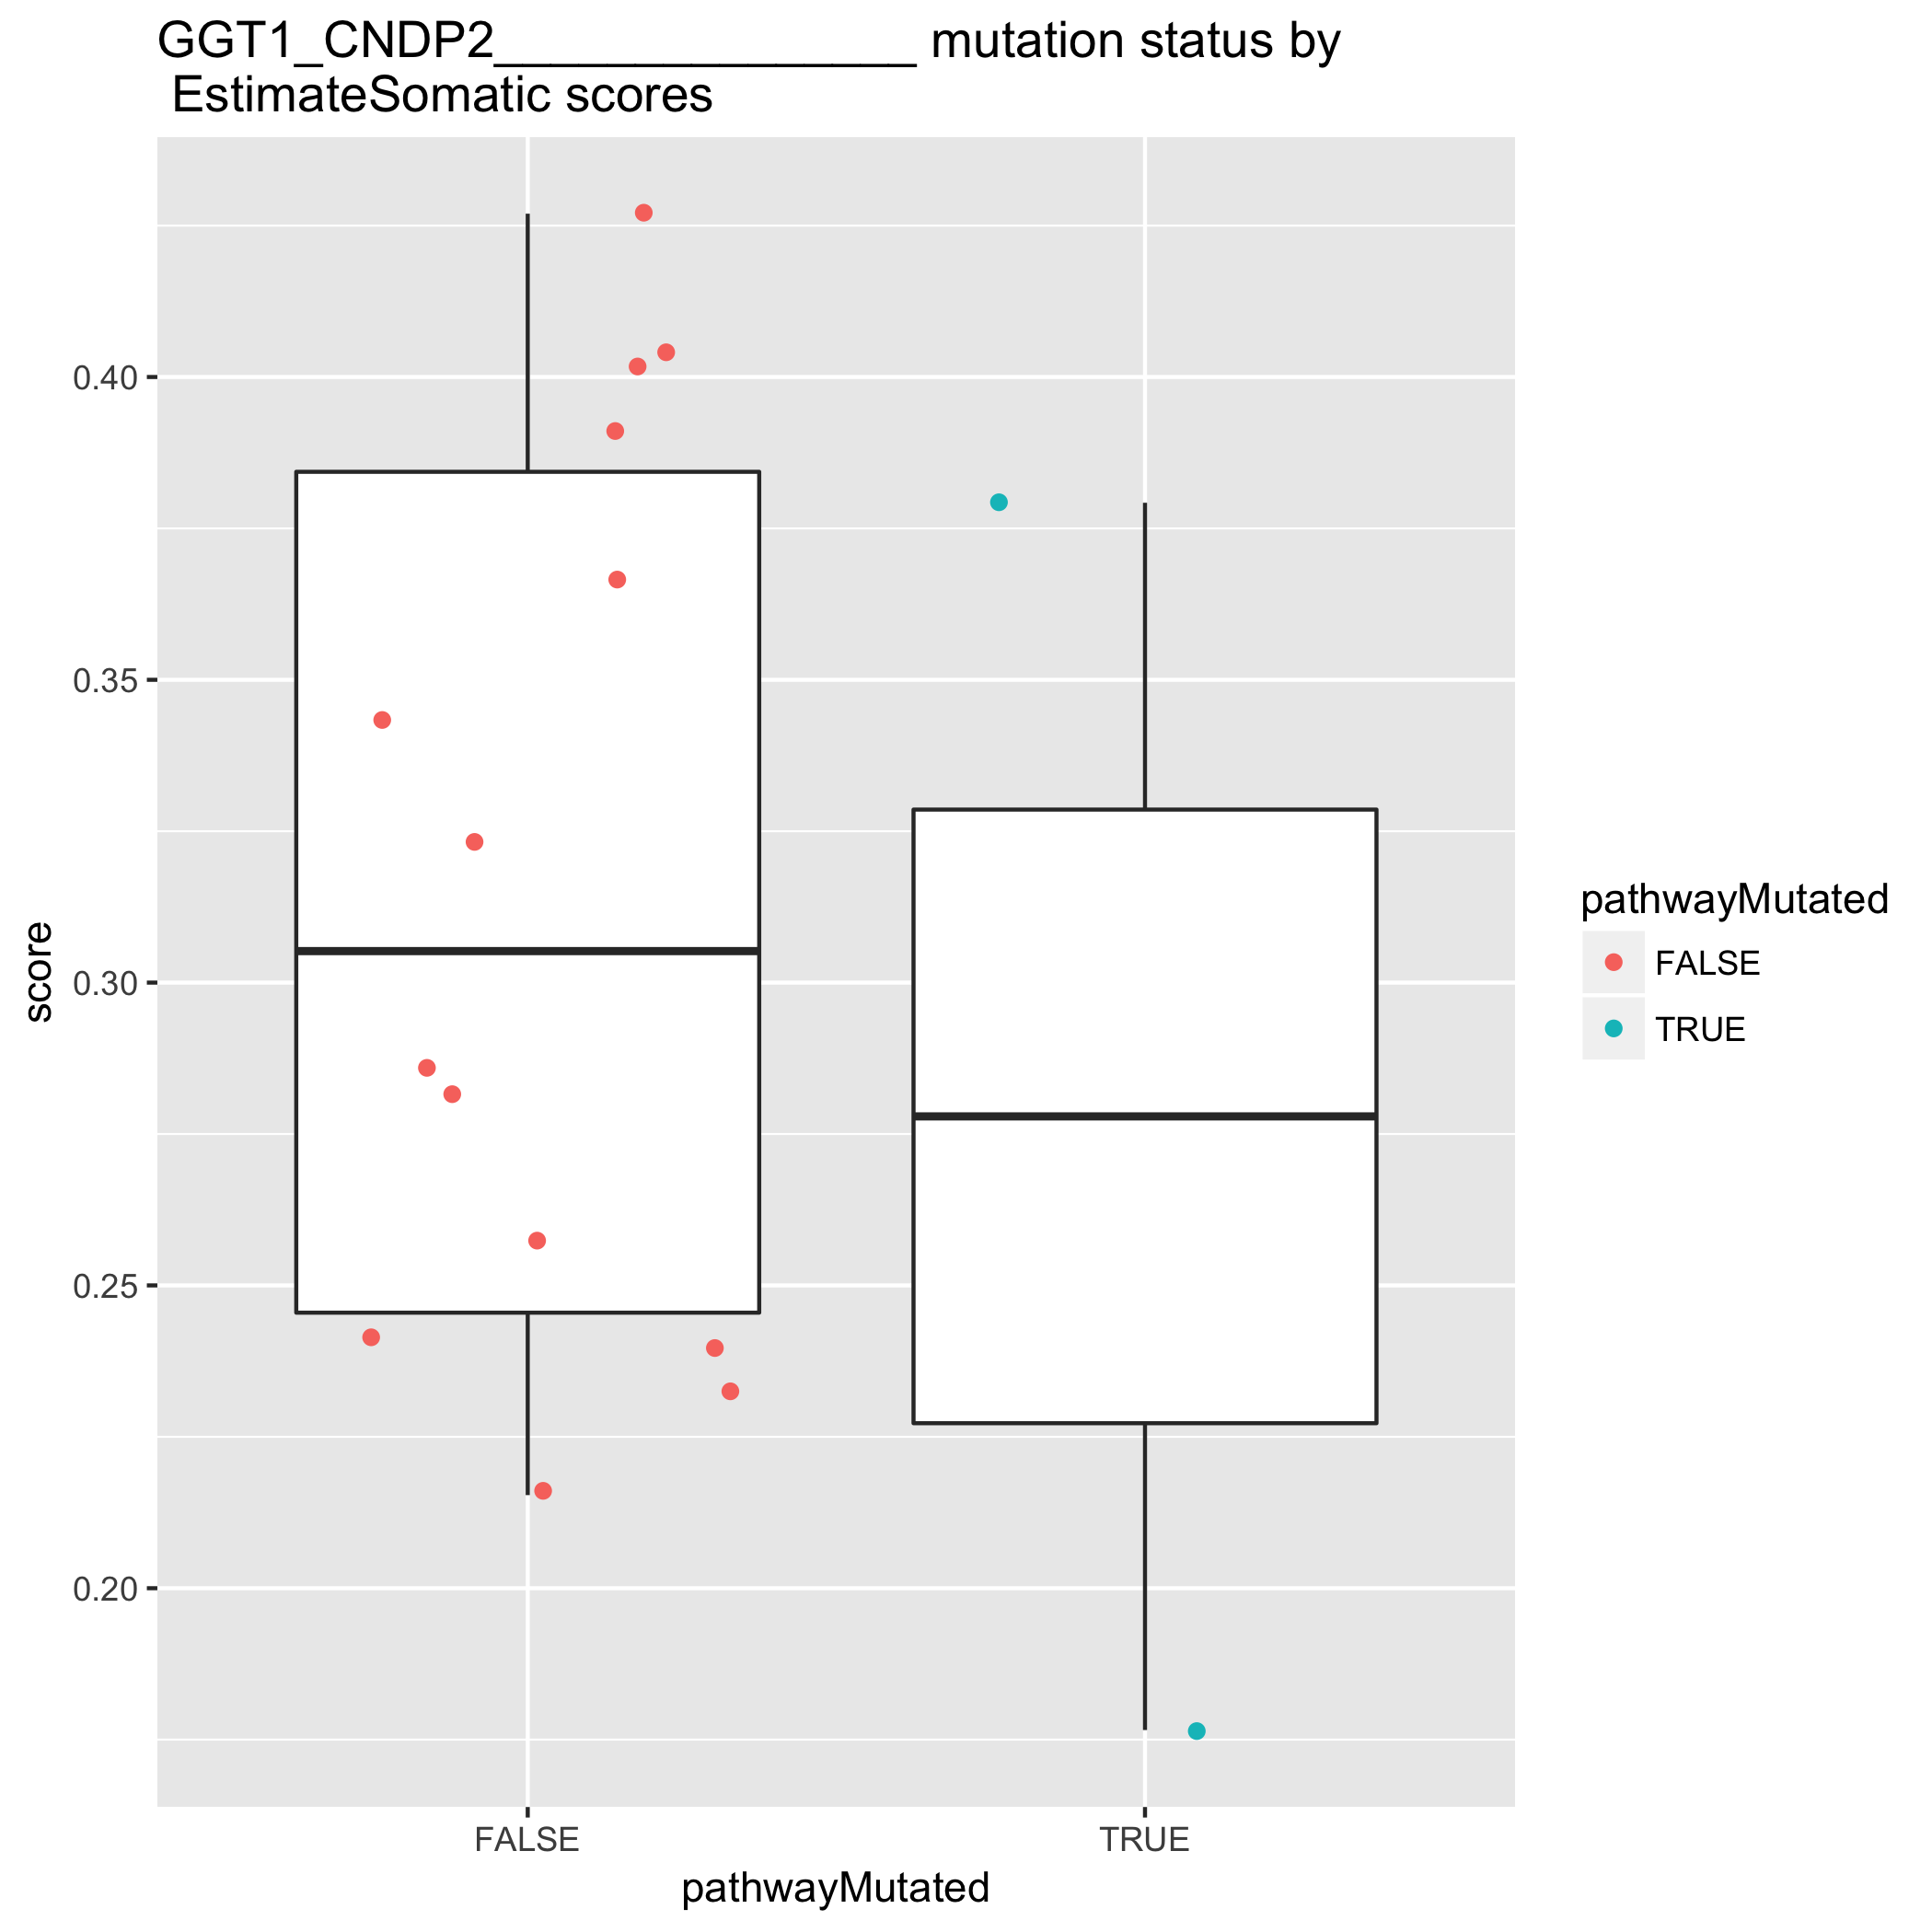 GGT1_CNDP2_______________ mutation status by
EstimateSomatic scores
0.40
0.35
0.30
0.25
0.20
score
FALSE
TRUE
pathwayMutated
pathwayMutated
FALSE
TRUE